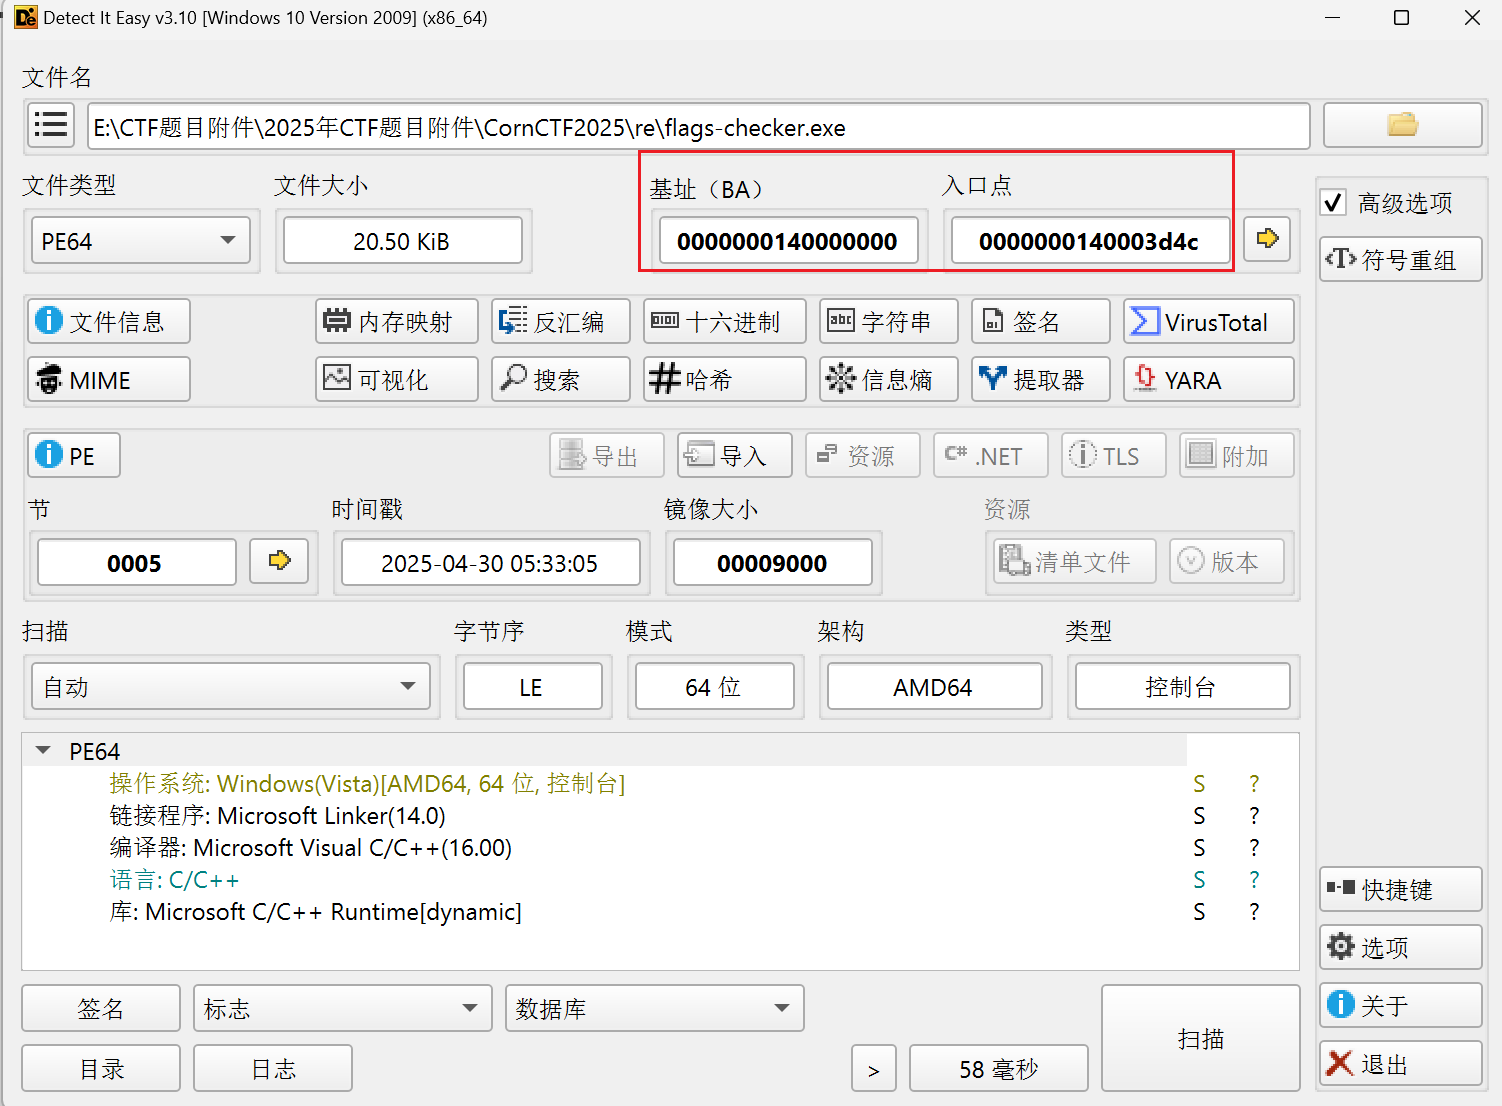 Detect It Easy v3.10 [Windows 10 Version 2009] (x86_64)
文件名
E:\CTF题目附件\2025年CTF题目附件\CornCTF2025\re\flags-checker.exe
文件类型 文件大小 基址（BA） 入口点
PE64 20.50 KiB 0000000140000000 0000000140003d4c
高级选项
符号重组
文件信息 内存映射 反汇编 十六进制 字符串 签名 VirusTotal
MIME 可视化 搜索 哈希 信息熵 提取器 YARA
PE 导出 导入 资源 C# .NET TLS 附加
节 时间戳 镜像大小 资源
0005 2025-04-30 05:33:05 00009000 清单文件 版本
扫描 字节序 模式 架构 类型
自动 LE 64 位 AMD64 控制台
PE64
操作系统: Windows(Vista)[AMD64, 64 位, 控制台] S ?
链接程序: Microsoft Linker(14.0) S ?
编译器: Microsoft Visual C/C++(16.00) S ?
语言: C/C++ S ?
库: Microsoft C/C++ Runtime[dynamic] S ?
快捷键
选项
关于
退出
签名 标志 数据库 扫描
目录 日志 > 58 毫秒